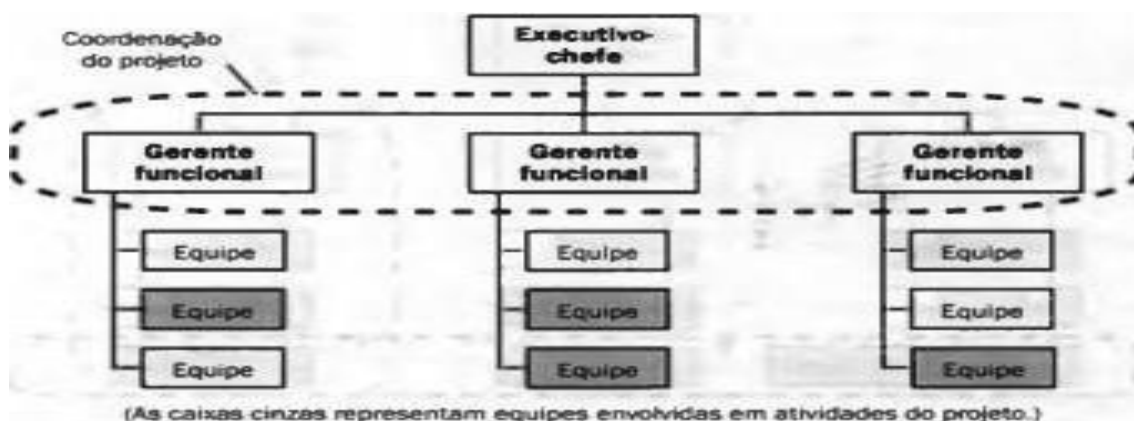 Coordenação
do projeto
Executivo-
chefe
Gerente
funcional
Gerente
funcional
Gerente
funcional
Equipe
Equipe
Equipe
Equipe
Equipe
Equipe
Equipe
Equipe
Equipe
(As caixas cinzas representam equipes envolvidas em atividades do projeto.)